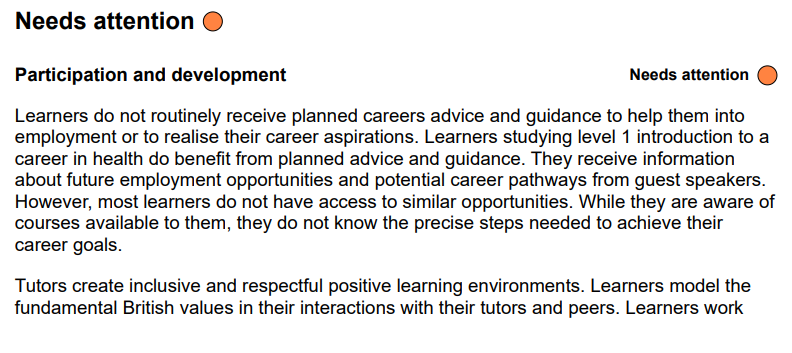 Needs attention
Participation and development
Needs attention
Learners do not routinely receive planned careers advice and guidance to help them into
employment or to realise their career aspirations. Learners studying level 1 introduction to a
career in health do benefit from planned advice and guidance. They receive information
about future employment opportunities and potential career pathways from guest speakers.
However, most learners do not have access to similar opportunities. While they are aware of
courses available to them, they do not know the precise steps needed to achieve their
career goals.
Tutors create inclusive and respectful positive learning environments. Learners model the
fundamental British values in their interactions with their tutors and peers. Learners work